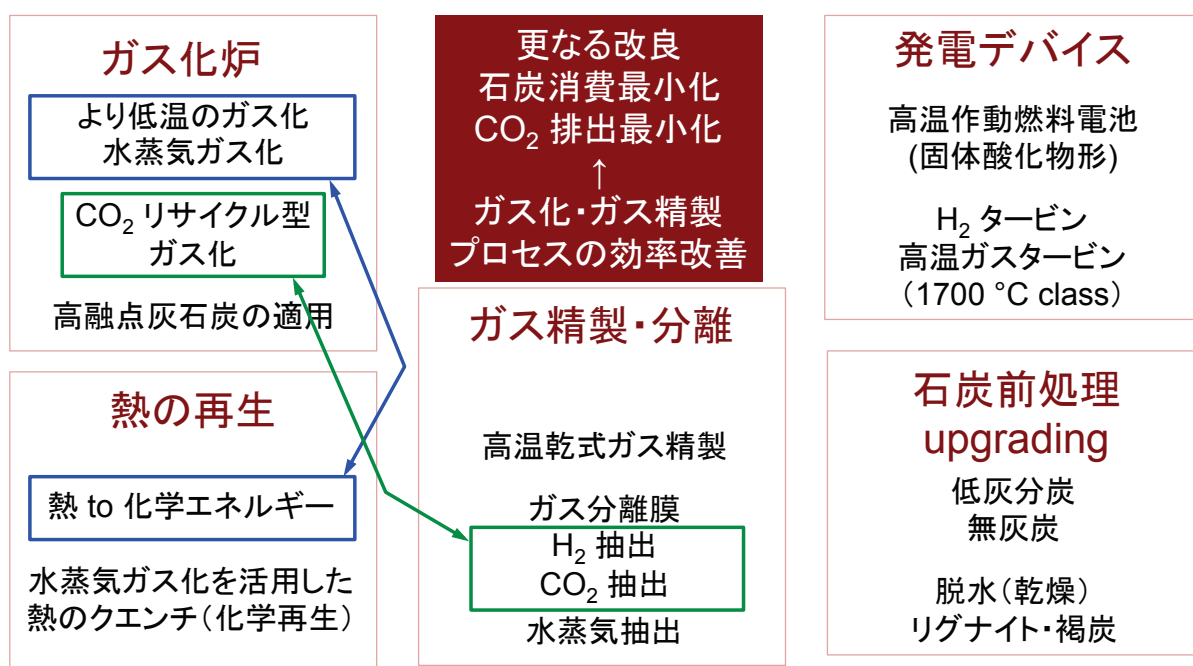 ガス化炉
より低温のガス化
水蒸気ガス化
CO₂ リサイクル型
ガス化
高融点灰石炭の適用
熱の再生
熱 to 化学エネルギー
水蒸気ガス化を活用した
熱のクエンチ（化学再生）
更なる改良
石炭消費最小化
CO₂ 排出最小化
↑
ガス化・ガス精製
プロセスの効率改善
ガス精製・分離
高温乾式ガス精製
ガス分離膜
H₂ 抽出
CO₂ 抽出
水蒸気抽出
発電デバイス
高温作動燃料電池
(固体酸化物形)
H₂ タービン
高温ガスタービン
（1700 °C class）
石炭前処理
upgrading
低灰分炭
無灰炭
脱水（乾燥）
リグナイト・褐炭